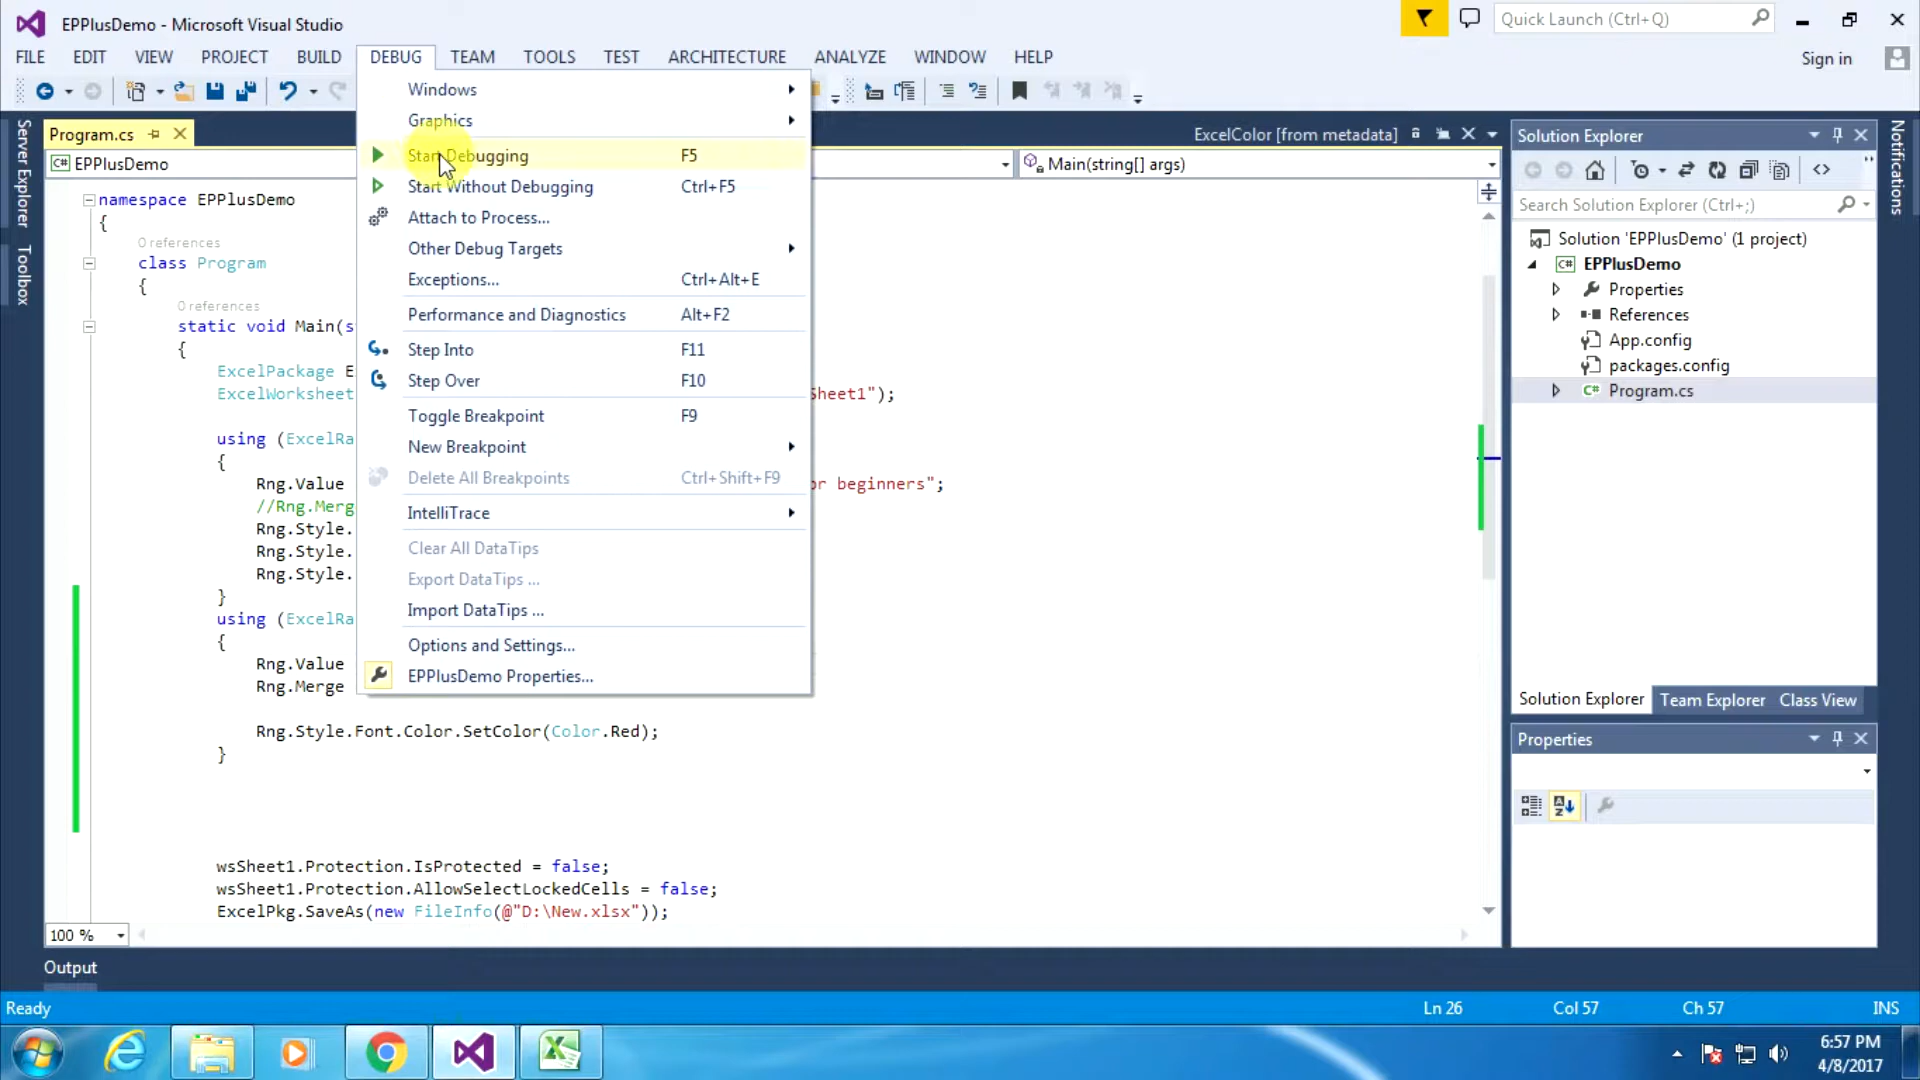 EPPlusDemo - Microsoft Visual Studio
Quick Launch (Ctrl+Q)
FILE EDIT VIEW PROJECT BUILD DEBUG TEAM TOOLS TEST ARCHITECTURE ANALYZE WINDOW HELP
Sign in
Windows
Graphics
Start Debugging F5
Start Without Debugging Ctrl+F5
Attach to Process...
Other Debug Targets
Exceptions... Ctrl+Alt+E
Performance and Diagnostics Alt+F2
Step Into F11
Step Over F10
Toggle Breakpoint F9
New Breakpoint
Delete All Breakpoints Ctrl+Shift+F9
IntelliTrace
Clear All DataTips
Export DataTips ...
Import DataTips ...
Options and Settings...
EPPlusDemo Properties...
Server Explorer
Toolbox
Program.cs
ExcelColor [from metadata]
C# EPPlusDemo
Main(string[] args)
namespace EPPlusDemo
{
0 references
class Program
{
0 references
static void Main(s
{
ExcelPackage E
ExcelWorksheet
Sheet1");
using (ExcelRa
{
Rng.Value
or beginners";
//Rng.Merg
Rng.Style.
Rng.Style.
Rng.Style.
}
using (ExcelRa
{
Rng.Value
Rng.Merge
Rng.Style.Font.Color.SetColor(Color.Red);
}
wsSheet1.Protection.IsProtected = false;
wsSheet1.Protection.AllowSelectLockedCells = false;
ExcelPkg.SaveAs(new FileInfo(@"D:\New.xlsx"));
100 %
Solution Explorer
Search Solution Explorer (Ctrl+;)
Solution 'EPPlusDemo' (1 project)
C# EPPlusDemo
Properties
References
App.config
packages.config
C# Program.cs
Solution Explorer Team Explorer Class View
Properties
Notifications
Output
Ready
Ln 26 Col 57 Ch 57 INS
6:57 PM
4/8/2017